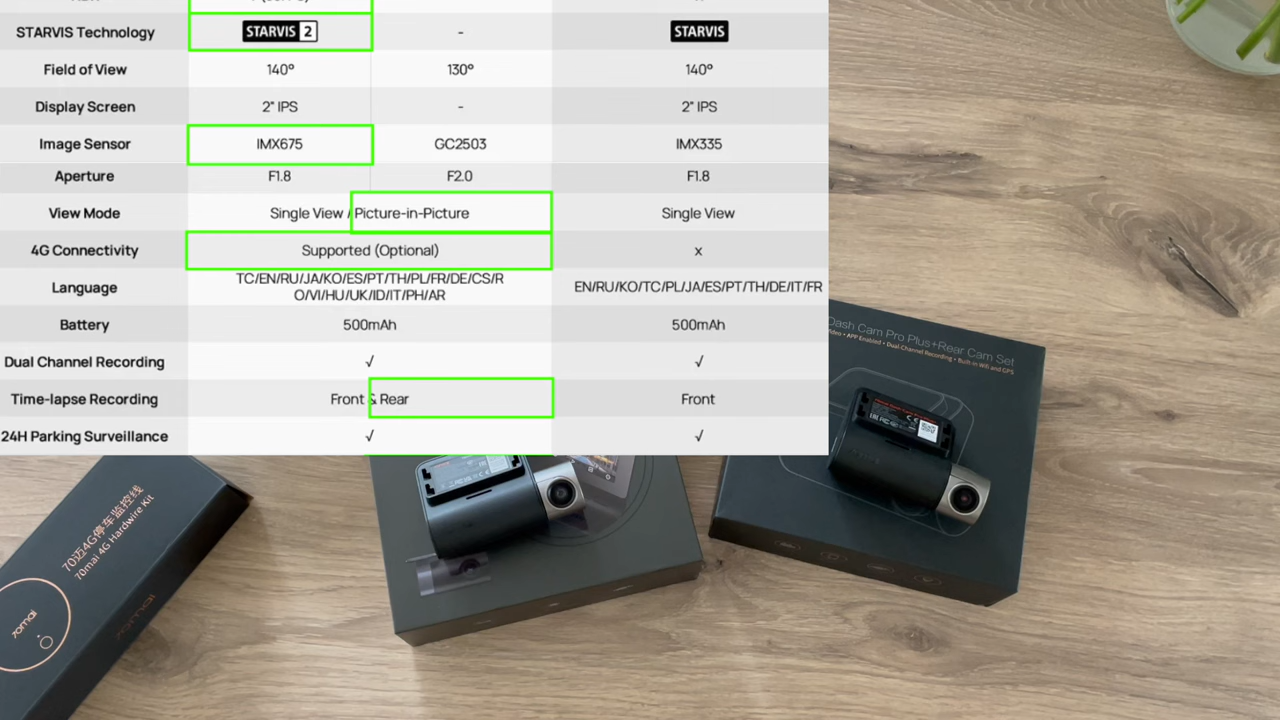 STARVIS Technology STARVIS 2 - STARVIS
Field of View 140° 130° 140°
Display Screen 2" IPS - 2" IPS
Image Sensor IMX675 GC2503 IMX335
Aperture F1.8 F2.0 F1.8
View Mode Single View / Picture-in-Picture Single View
4G Connectivity Supported (Optional) x
Language TC/EN/RU/JA/KO/ES/PT/TH/PL/FR/DE/CS/R
O/VI/HU/UK/ID/IT/PH/AR EN/RU/KO/TC/PL/JA/ES/PT/TH/DE/IT/FR
Battery 500mAh 500mAh
Dual Channel Recording √ √
Time-lapse Recording Front & Rear Front
24H Parking Surveillance √ √
Dash Cam Pro Plus+Rear Cam Set
Video • APP Enabled • Dual-Channel Recording • Built-in Wifi and GPS
70迈4G停车监控线
70mai 4G Hardwire Kit
70mai
70mai